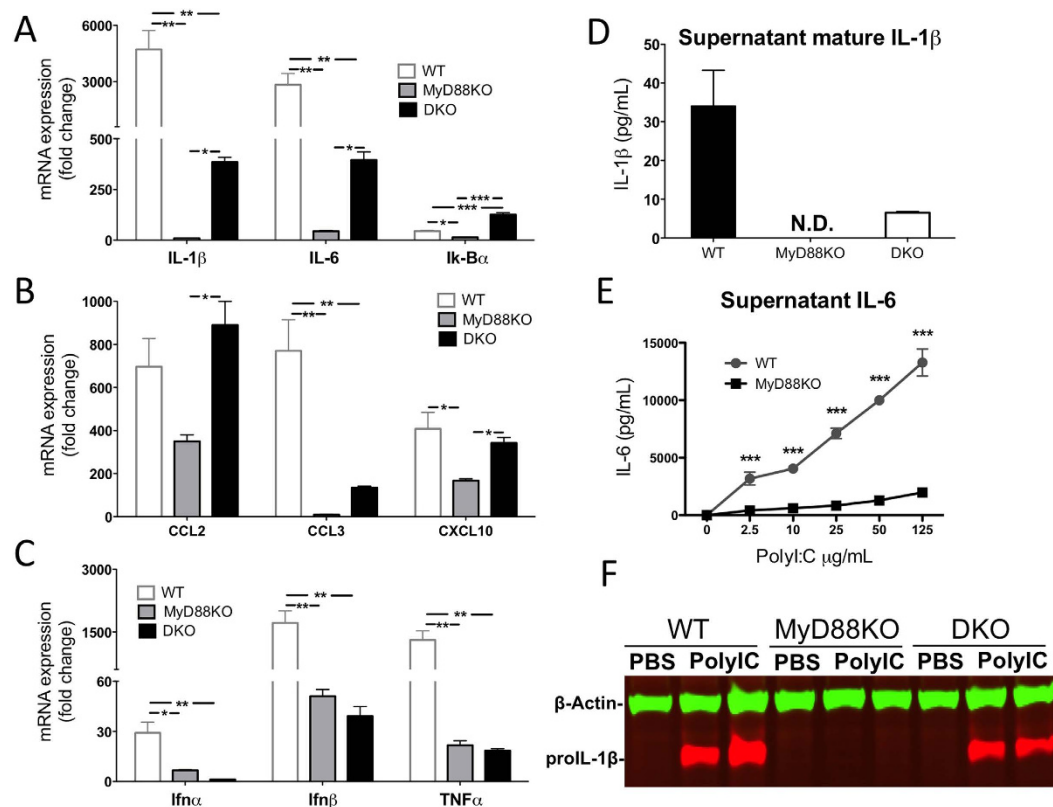 A
mRNA expression
(fold change)
6000
3000
500
250
0
** 
**
**
**
*
*
***
***
*
WT
MyD88KO
DKO
IL-1β
IL-6
Ik-Bα
B
mRNA expression
(fold change)
1000
800
600
400
200
0
*
**
**
*
*
WT
MyD88KO
DKO
CCL2
CCL3
CXCL10
C
mRNA expression
(fold change)
3000
1500
60
30
0
WT
MyD88KO
DKO
**
*
**
**
**
**
Ifnα
Ifnβ
TNFα
D
Supernatant mature IL-1β
IL-1β (pg/mL)
50
40
30
20
10
0
N.D.
WT
MyD88KO
DKO
E
Supernatant IL-6
IL-6 (pg/mL)
15000
10000
5000
0
WT
MyD88KO
***
***
***
***
***
0
2.5
10
25
50
125
PolyI:C μg/mL
F
WT
MyD88KO
DKO
PBS PolyIC PBS PolyIC PBS PolyIC
β-Actin-
proIL-1β-